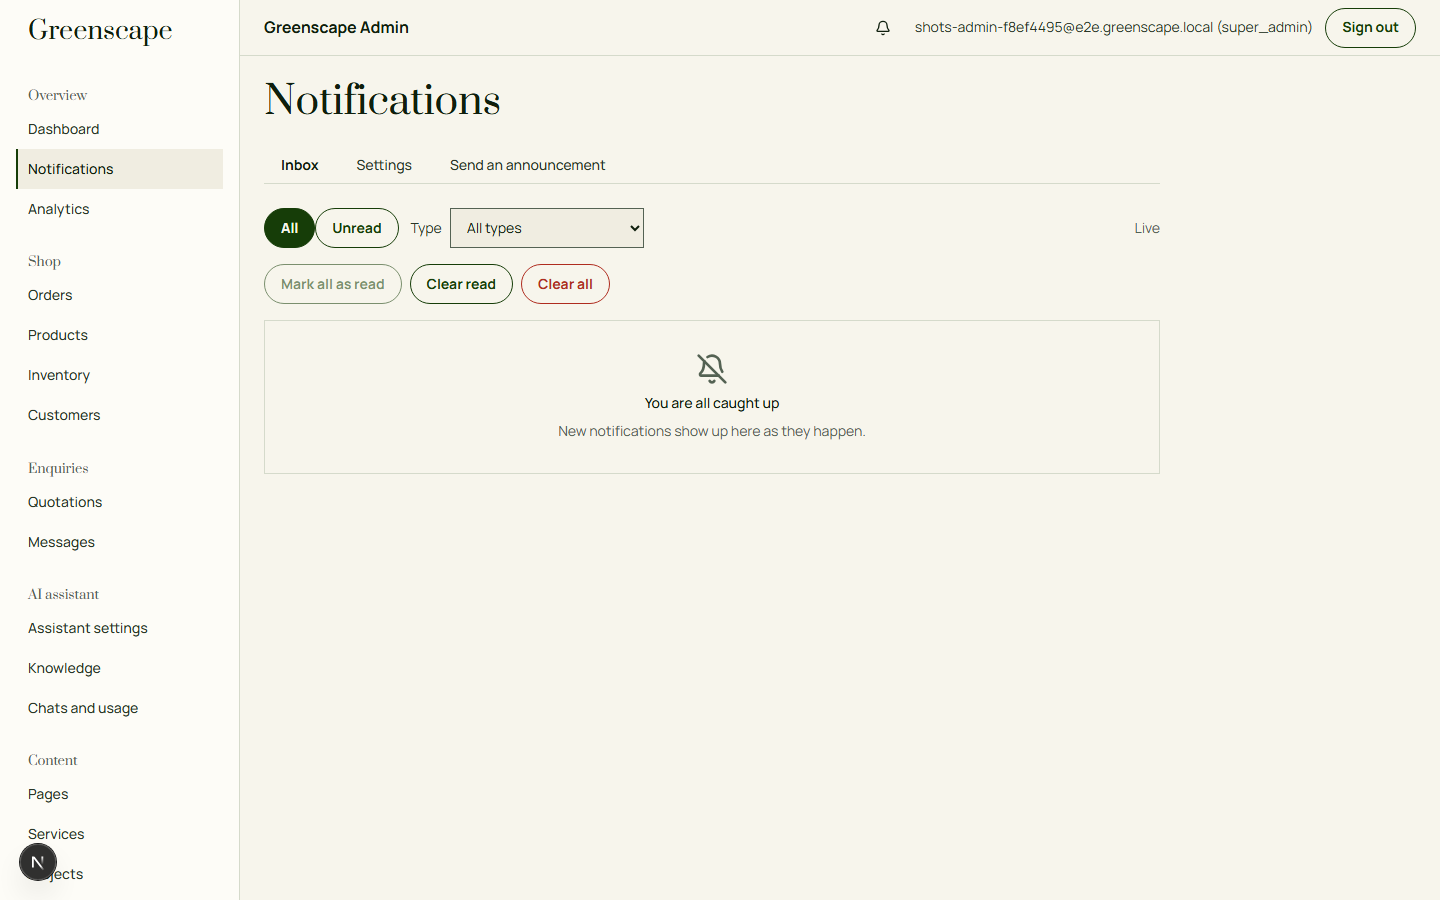 Greenscape
Greenscape Admin
shots-admin-f8ef4495@e2e.greenscape.local (super_admin)
Sign out
Overview
Dashboard
Notifications
Analytics
Shop
Orders
Products
Inventory
Customers
Enquiries
Quotations
Messages
AI assistant
Assistant settings
Knowledge
Chats and usage
Content
Pages
Services
jects
N
Notifications
Inbox Settings Send an announcement
All Unread Type All types Live
Mark all as read Clear read Clear all
You are all caught up
New notifications show up here as they happen.